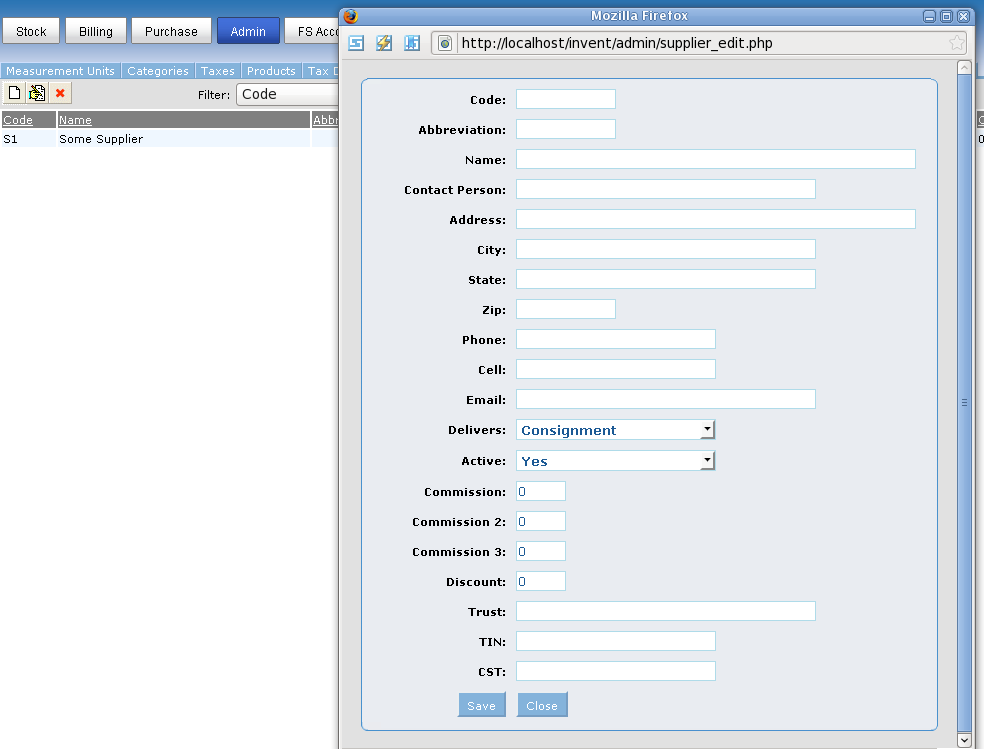 Mozilla Firefox
Stock Billing Purchase Admin FS Acco
http://localhost/invent/admin/supplier_edit.php
Measurement Units Categories Taxes Products Tax D
Filter: Code
Code Name Abbr
S1 Some Supplier 0
Code:
Abbreviation:
Name:
Contact Person:
Address:
City:
State:
Zip:
Phone:
Cell:
Email:
Delivers: Consignment
Active: Yes
Commission: 0
Commission 2: 0
Commission 3: 0
Discount: 0
Trust:
TIN:
CST:
Save Close